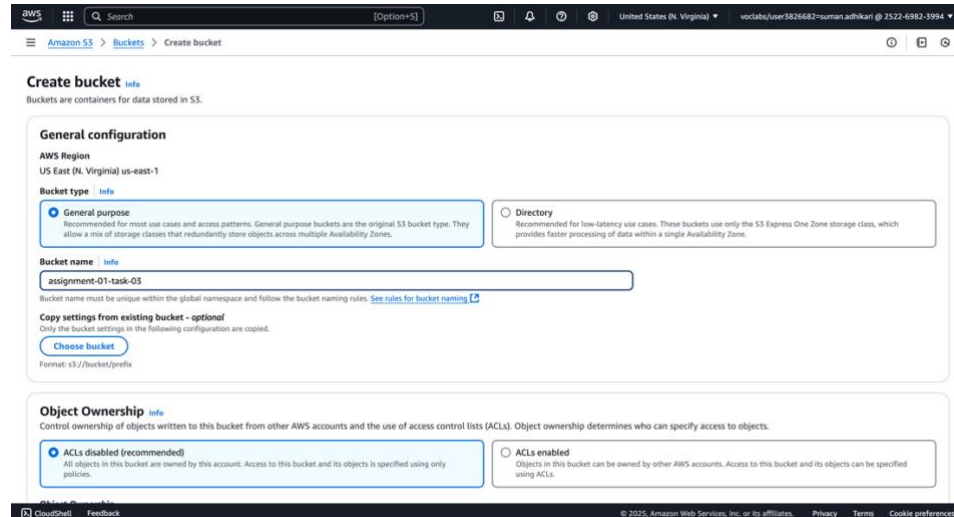 aws
Search
[Option+S]
United States (N. Virginia)
voclabs/user3826682=suman.adhikari @ 2522-6982-3994
Amazon S3 > Buckets > Create bucket
Create bucket Info
Buckets are containers for data stored in S3.
General configuration
AWS Region
US East (N. Virginia) us-east-1
Bucket type Info
General purpose
Recommended for most use cases and access patterns. General purpose buckets are the original S3 bucket type. They
allow a mix of storage classes that redundantly store objects across multiple Availability Zones.
Directory
Recommended for low-latency use cases. These buckets use only the S3 Express One Zone storage class, which
provides faster processing of data within a single Availability Zone.
Bucket name Info
assignment-01-task-03
Bucket name must be unique within the global namespace and follow the bucket naming rules. See rules for bucket naming
Copy settings from existing bucket - optional
Only the bucket settings in the following configuration are copied.
Choose bucket
Format: s3://bucket/prefix
Object Ownership Info
Control ownership of objects written to this bucket from other AWS accounts and the use of access control lists (ACLs). Object ownership determines who can specify access to objects.
ACLs disabled (recommended)
All objects in this bucket are owned by this account. Access to this bucket and its objects is specified using only
policies.
ACLs enabled
Objects in this bucket can be owned by other AWS accounts. Access to this bucket and its objects can be specified
using ACLs.
Object Ownership
CloudShell Feedback
© 2025, Amazon Web Services, Inc. or its affiliates. Privacy Terms Cookie preferences